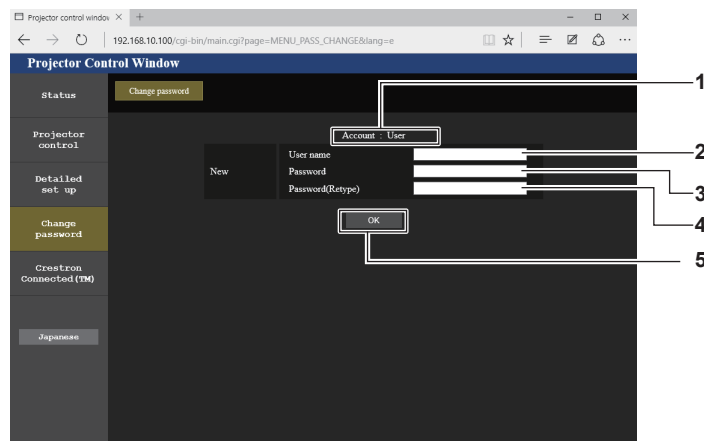 Projector control windov
192.168.10.100/cgi-bin/main.cgi?page=MENU_PASS_CHANGE&lang=e
Projector Control Window
Status
Change password
1
Account : User
Projector
control
User name
2
New
Password
3
Password(Retype)
4
Detailed
set up
OK
Change
password
5
Crestron
Connected(TM)
Japanese